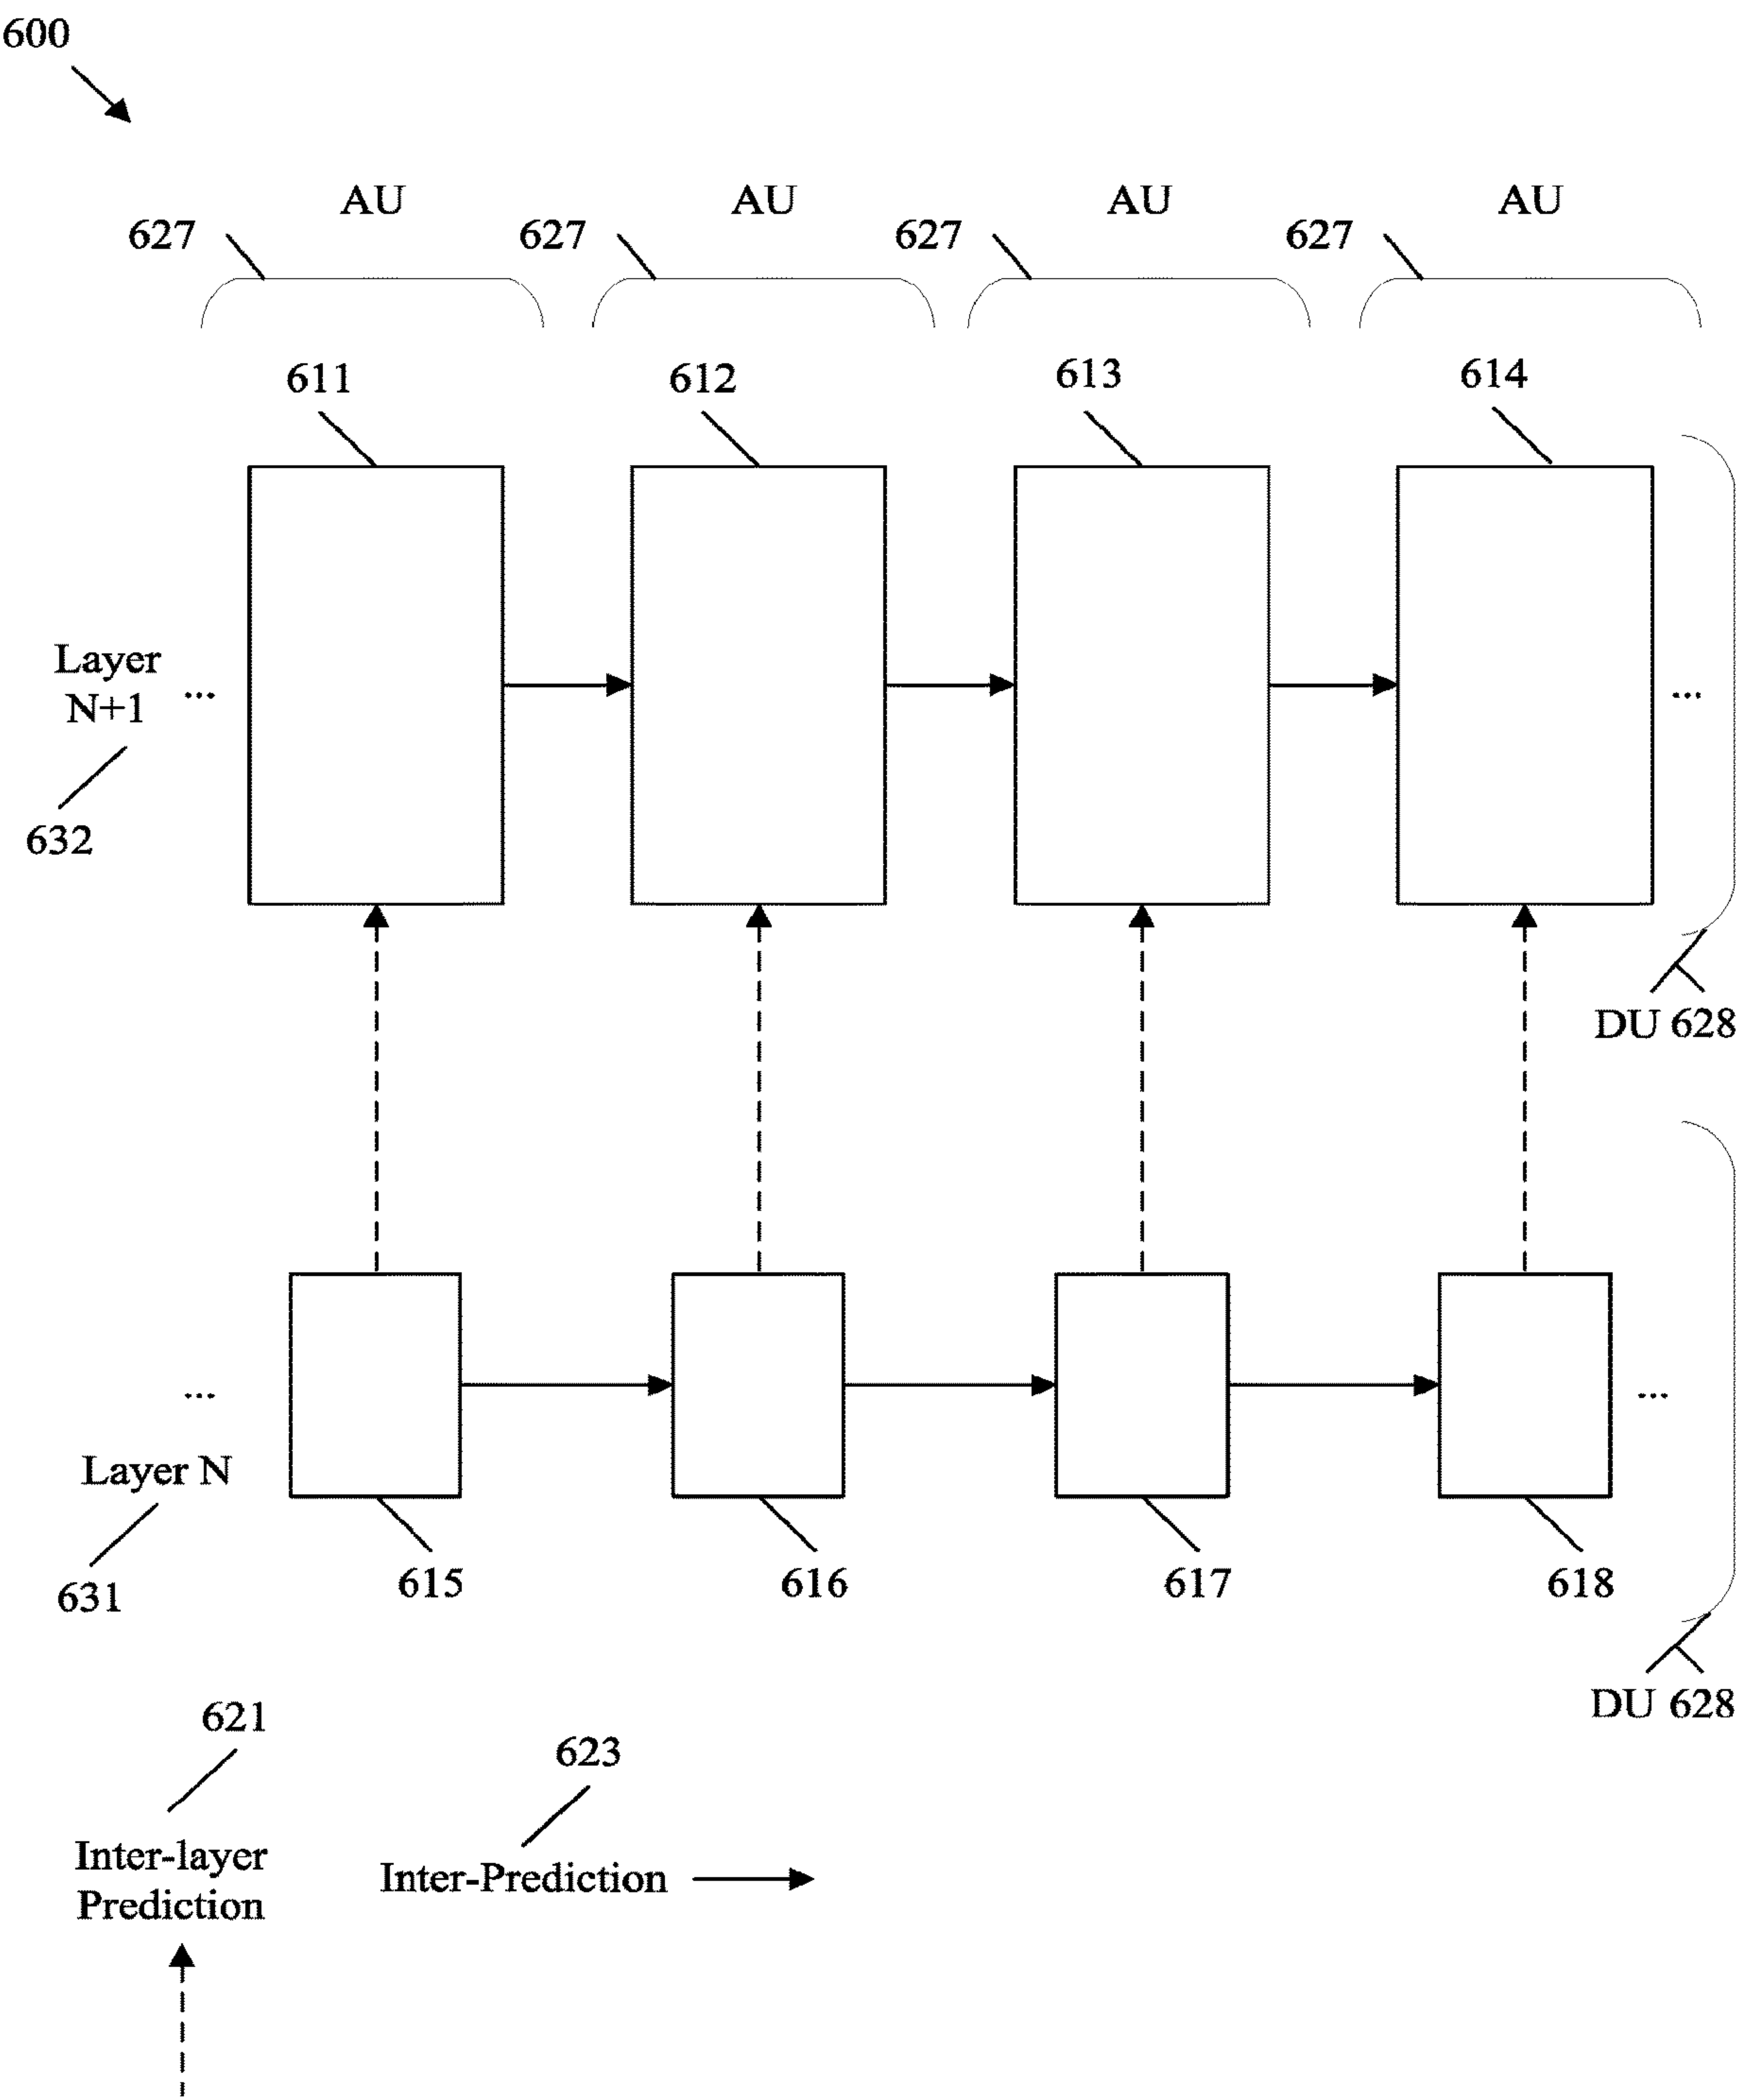 600
AU AU AU AU
627 627 627 627
611 612 613 614
Layer
N+1 ... ...
632
DU 628
... ...
Layer N
631 615 616 617 618
DU 628
621
623
Inter-layer
Prediction
Inter-Prediction